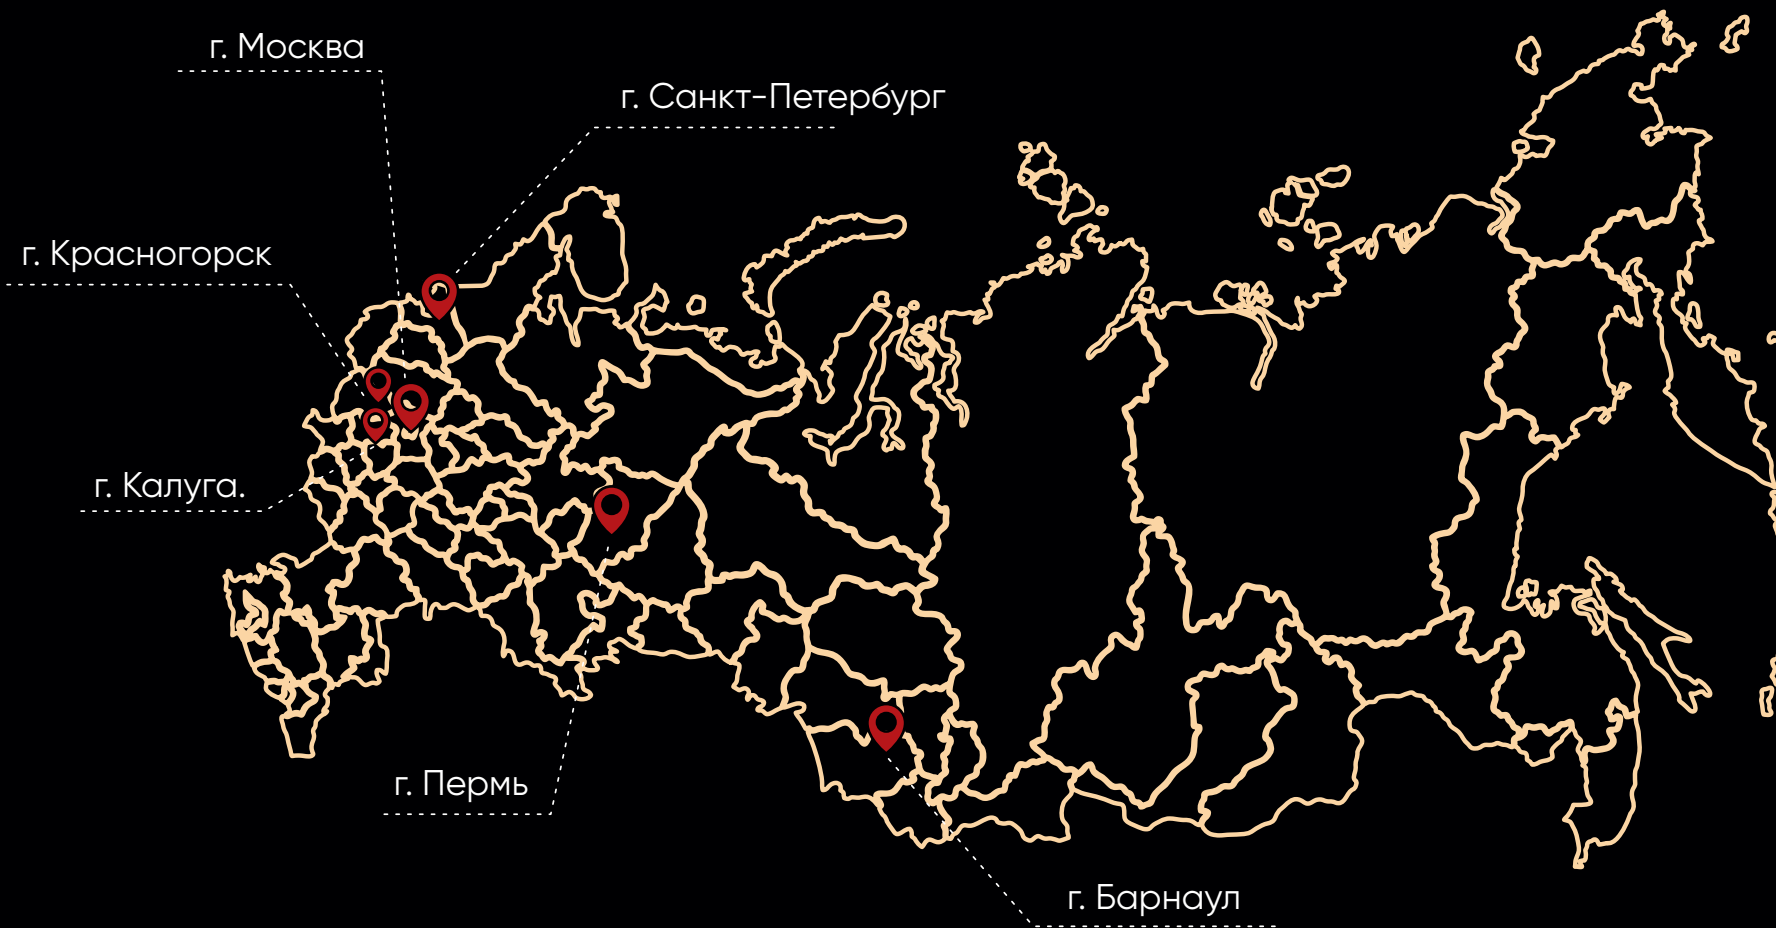 г. Москва
г. Санкт-Петербург
г. Красногорск
г. Калуга.
г. Пермь
г. Барнаул